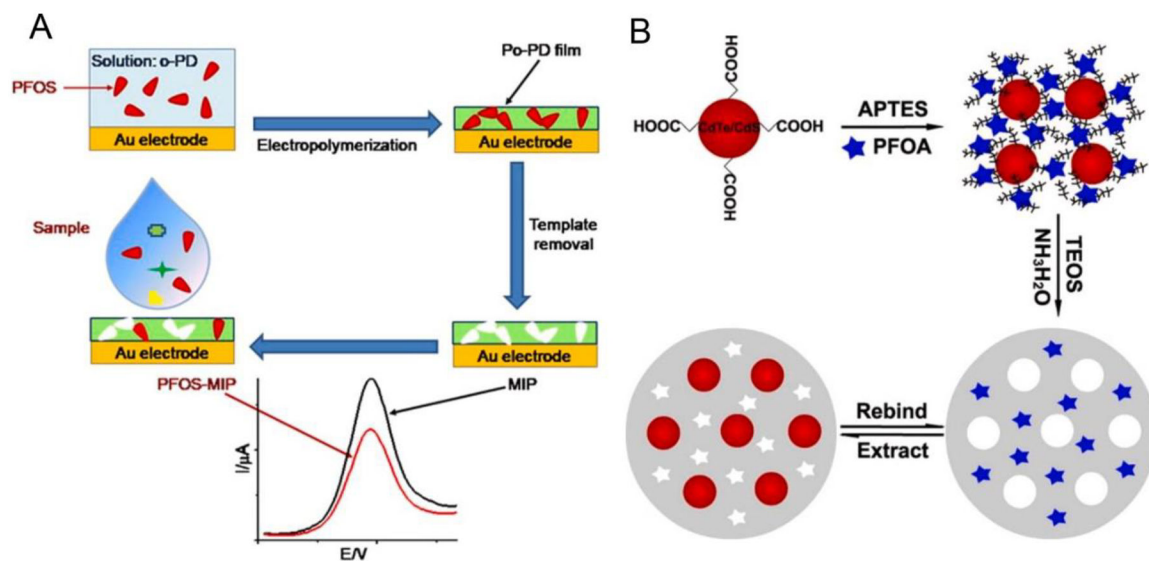 A
Solution: o-PD
PFOS
Au electrode
Electropolymerization
Po-PD film
Au electrode
Template
removal
Sample
Au electrode
Au electrode
PFOS-MIP
MIP
I/μA
E/V
B
HOOC
COOH
HOOC
CdTe/CdS
COOH
APTES
PFOA
TEOS
NH₃H₂O
Rebind
Extract